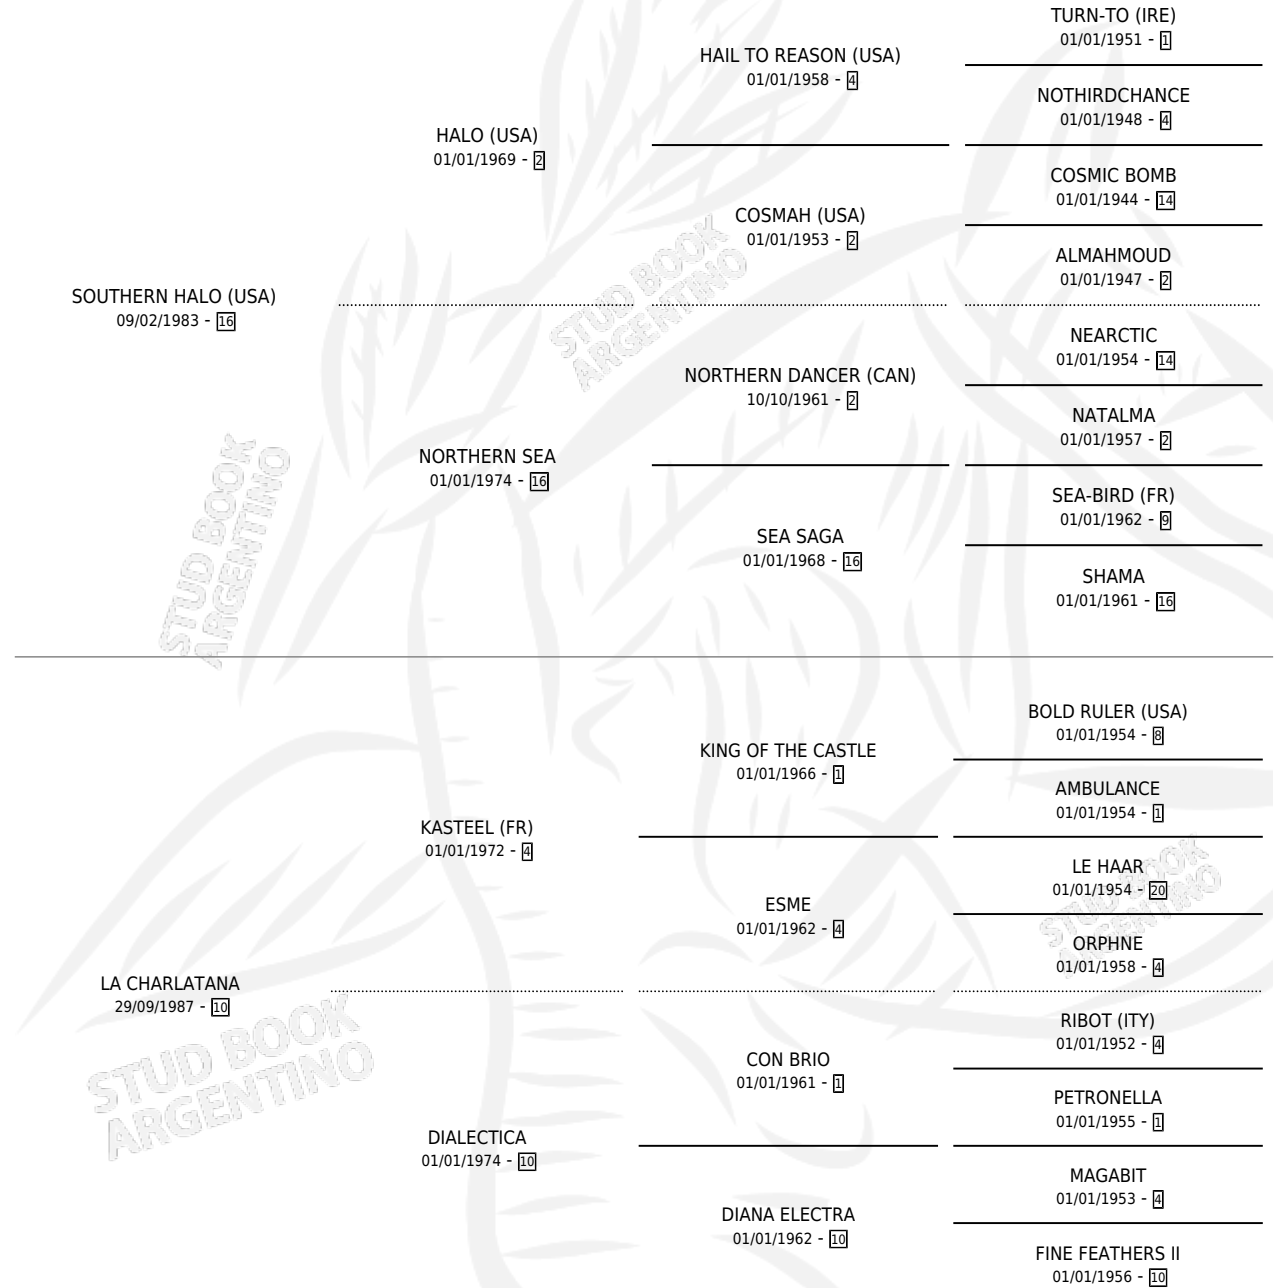 TURN-TO (IRE)
01/01/1951 - 1
HAIL TO REASON (USA)
01/01/1958 - 4
NOTHIRDCHANCE
01/01/1948 - 4
HALO (USA)
01/01/1969 - 2
COSMIC BOMB
01/01/1944 - 14
COSMAH (USA)
01/01/1953 - 2
ALMAHMOUD
01/01/1947 - 2
SOUTHERN HALO (USA)
09/02/1983 - 16
STUD BOOK
ARGENTINO
NEARCTIC
01/01/1954 - 14
NORTHERN DANCER (CAN)
10/10/1961 - 2
NATALMA
01/01/1957 - 2
NORTHERN SEA
01/01/1974 - 16
SEA-BIRD (FR)
01/01/1962 - 9
SEA SAGA
01/01/1968 - 16
SHAMA
01/01/1961 - 16
STUD BOOK
ARGENTINO
BOLD RULER (USA)
01/01/1954 - 8
KING OF THE CASTLE
01/01/1966 - 1
AMBULANCE
01/01/1954 - 1
KASTEEL (FR)
01/01/1972 - 4
LE HAAR
01/01/1954 - 20
ESME
01/01/1962 - 4
STUD BOOK
ARGENTINO
ORPHNE
01/01/1958 - 4
LA CHARLATANA
29/09/1987 - 10
RIBOT (ITY)
01/01/1952 - 4
CON BRIO
01/01/1961 - 1
STUD BOOK
ARGENTINO
PETRONELLA
01/01/1955 - 1
DIALECTICA
01/01/1974 - 10
MAGABIT
01/01/1953 - 4
DIANA ELECTRA
01/01/1962 - 10
FINE FEATHERS II
01/01/1956 - 10